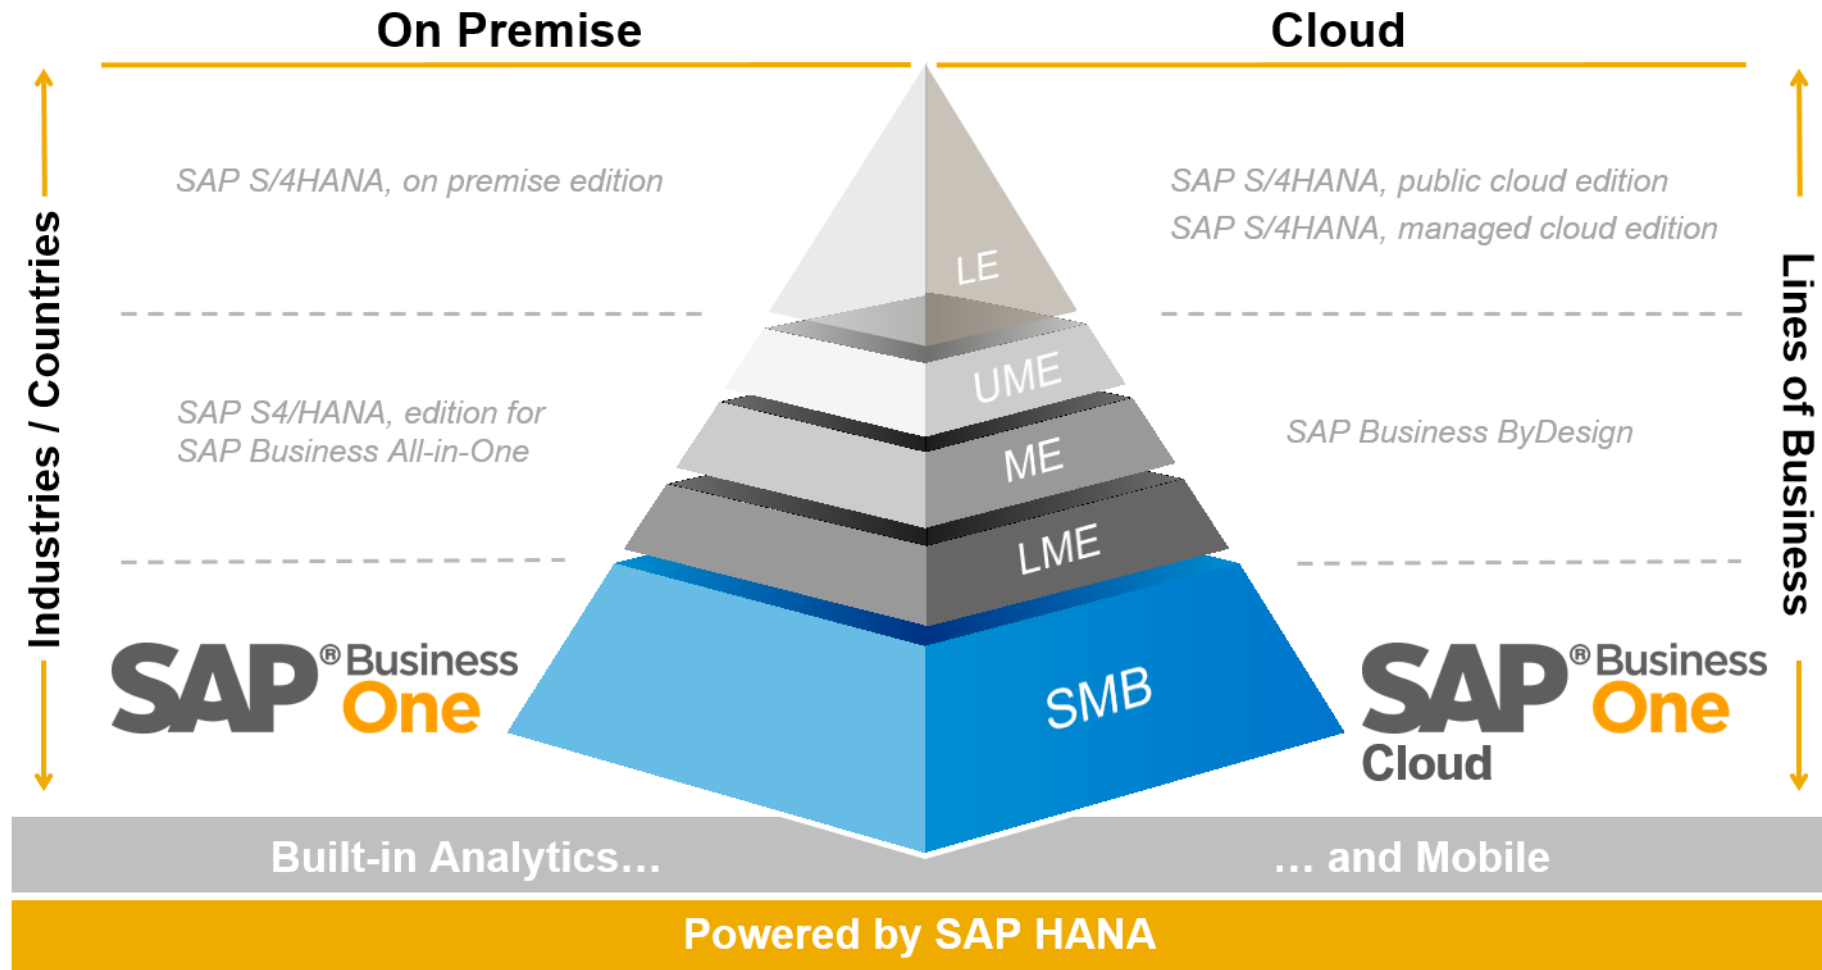 On Premise
Cloud
SAP S/4HANA, on premise edition
SAP S/4HANA, public cloud edition
SAP S/4HANA, managed cloud edition
LE
Industries / Countries
Lines of Business
UME
SAP S4/HANA, edition for
SAP Business All-in-One
SAP Business ByDesign
ME
LME
SAP® Business
One
SMB
SAP® Business
One
Cloud
Built-in Analytics...
... and Mobile
Powered by SAP HANA